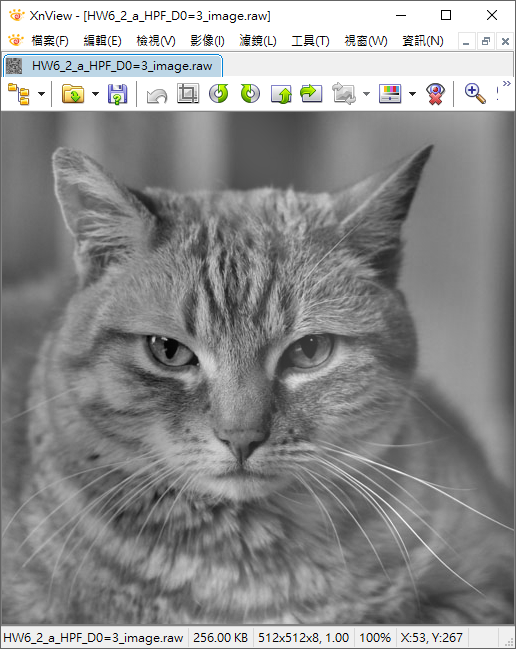 XnView - [HW6_2_a_HPF_D0=3_image.raw]
檔案(F) 編輯(E) 檢視(V) 影像(I) 濾鏡(L) 工具(T) 視窗(W) 資訊(N)
HW6_2_a_HPF_D0=3_image.raw
HW6_2_a_HPF_D0=3_image.raw 256.00 KB 512x512x8, 1.00 100% X:53, Y:267